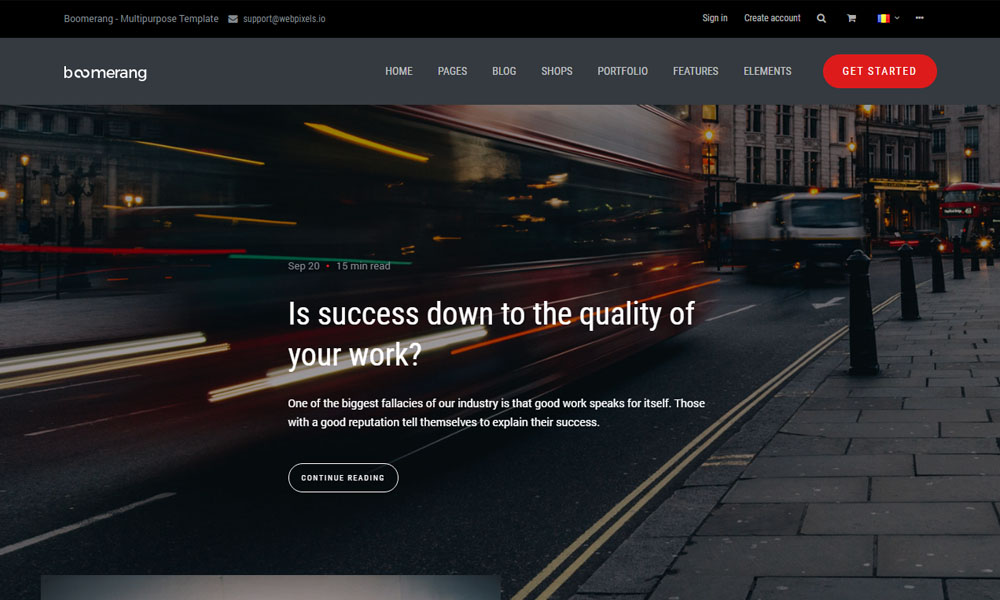 Boomerang - Multipurpose Template support@webpixels.io Sign in Create account
boomerang HOME PAGES BLOG SHOPS PORTFOLIO FEATURES ELEMENTS GET STARTED
Sep 20 • 15 min read
Is success down to the quality of
your work?
One of the biggest fallacies of our industry is that good work speaks for itself. Those
with a good reputation tell themselves to explain their success.
CONTINUE READING